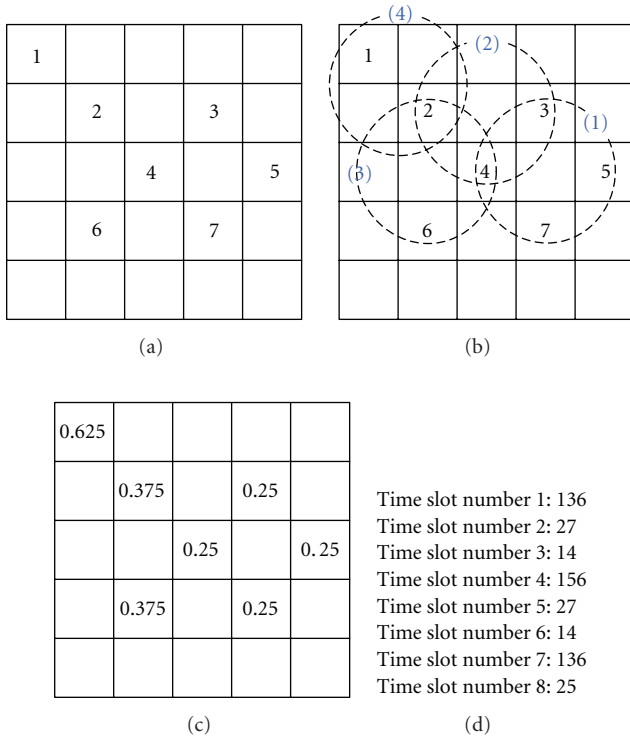 1
2 3
4 5
6 7
(a)
(4)
(2)
1
2 3
(1)
(3) 4 5
6 7
(b)
0.625
0.375 0.25
0.25 0.25
0.375 0.25
(c)
Time slot number 1: 136
Time slot number 2: 27
Time slot number 3: 14
Time slot number 4: 156
Time slot number 5: 27
Time slot number 6: 14
Time slot number 7: 136
Time slot number 8: 25
(d)